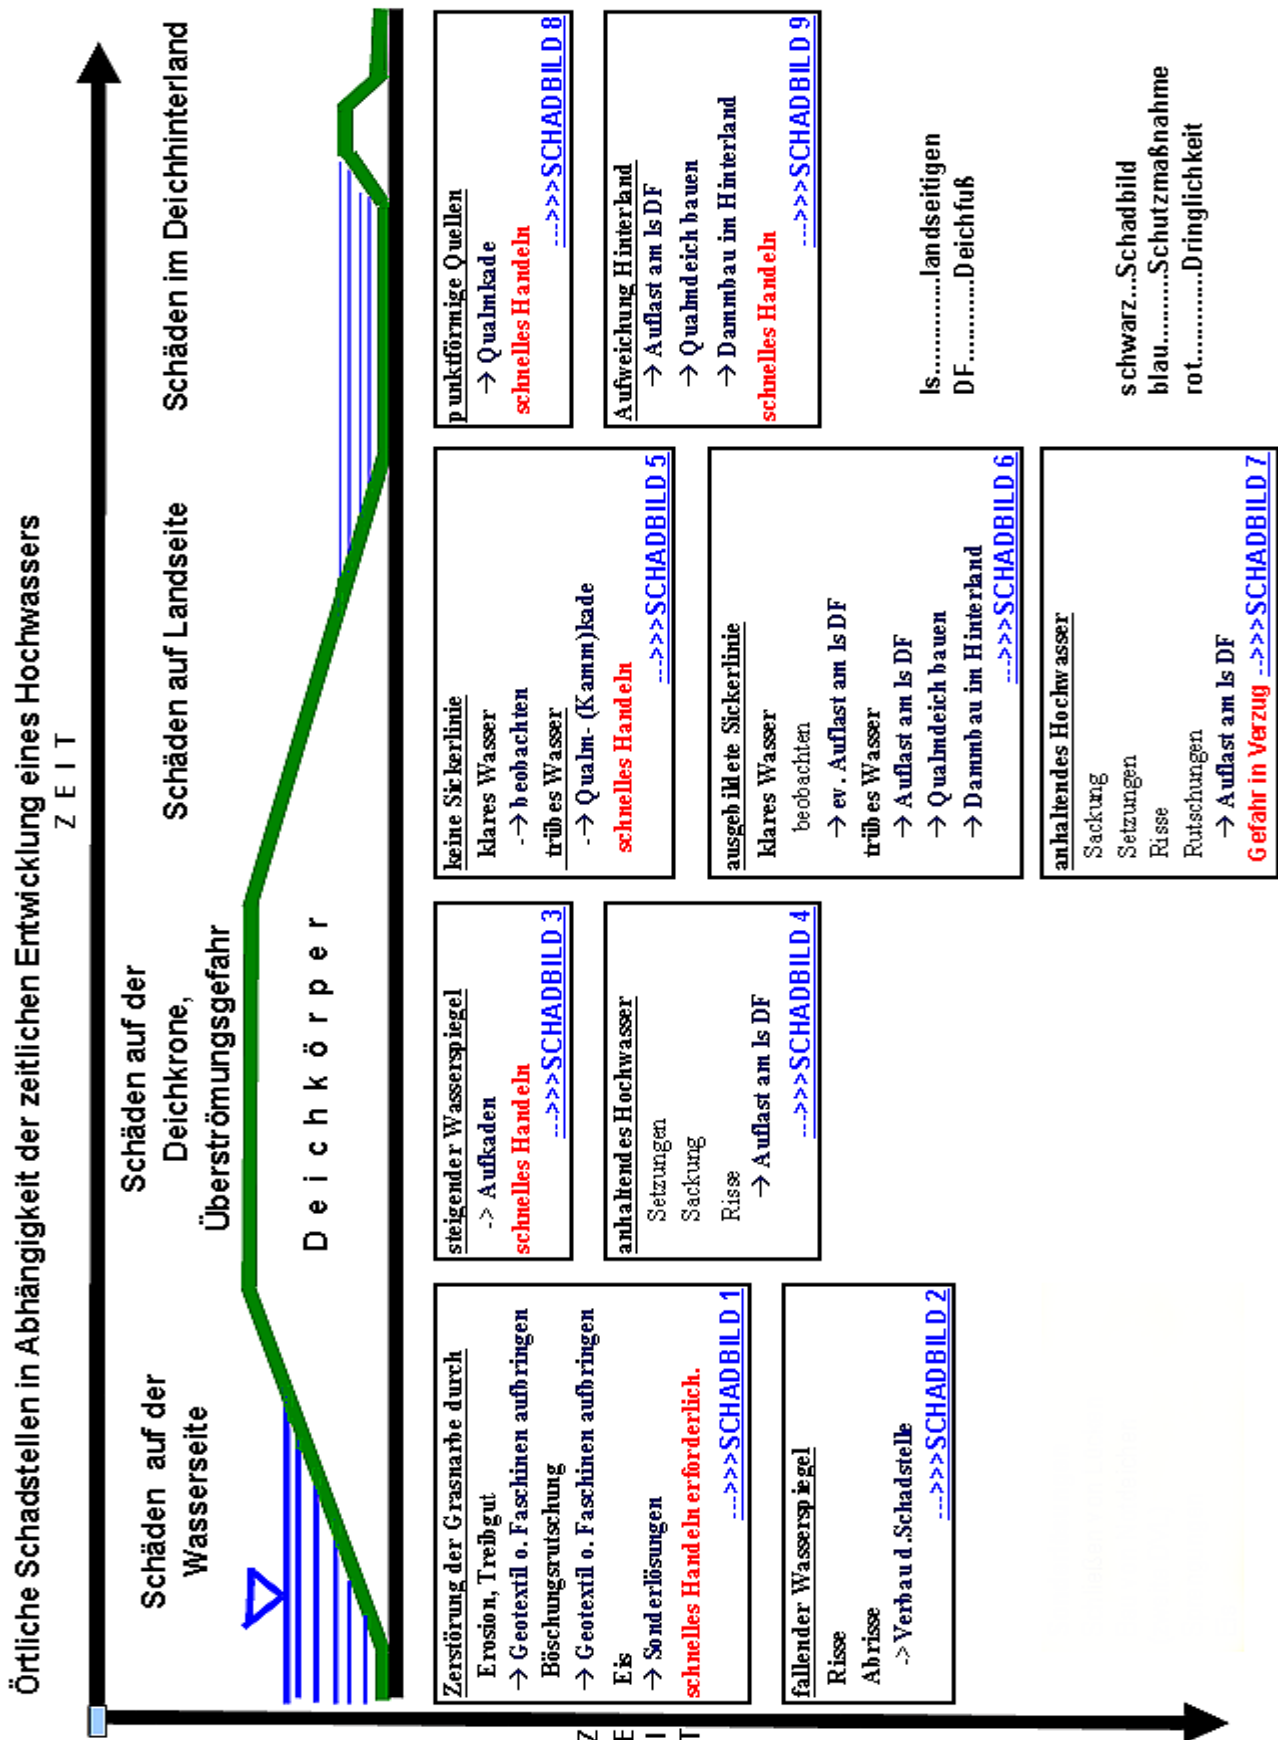 Örtliche Schadstellen in Abhängigkeit der zeitlichen Entwicklung eines Hochwassers
Z E I T
Schäden auf der
Wasserseite
Schäden auf der
Deichkrone,
Überströmungsgefahr
Schäden auf Landseite
Schäden im Deichhinterland
D e i c h k ö r p e r
Z
E
I
T
Zerstörung der Grasnarbe durch
Erosion, Treibgut
→ Geotextil o. Faschinen aufbringen
Böschungsrutschung
→ Geotextil o. Faschinen aufbringen
Eis
→ Sonderlösungen
schnelles Handeln erforderlich.
--->>>SCHADBILD 1
fallender Wasserspiegel
Risse
Abrisse
-> Verbau d.Schadstelle
--->>>SCHADBILD 2
steigender Wasserspiegel
-> Aufkaden
schnelles Handeln
--->>>SCHADBILD 3
anhaltendes Hochwasser
Setzungen
Sackung
Risse
→ Auflast am ls DF
--->>>SCHADBILD 4
keine Sickerlinie
klares Wasser
-→ beobachten
trübes Wasser
-→ Qualm- (Kamm)kade
schnelles Handeln
--->>>SCHADBILD 5
ausgebildete Sickerlinie
klares Wasser
beobachten
→ ev. Auflast am ls DF
trübes Wasser
→ Auflast am ls DF
→ Qualmdeich bauen
→ Dammbau im Hinterland
--->>>SCHADBILD 6
anhaltendes Hochwasser
Sackung
Setzungen
Risse
Rutschungen
→ Auflast am ls DF
Gefahr in Verzug --->>>SCHADBILD 7
punktförmige Quellen
→ Qualmkade
schnelles Handeln
--->>>SCHADBILD 8
Aufweichung Hinterland
→ Auflast am ls DF
→ Qualmdeich bauen
→ Dammbau im Hinterland
schnelles Handeln
--->>>SCHADBILD 9
ls.............landseitigen
DF............Deichfuß
schwarz...Schadbild
blau.........Schutzmaßnahme
rot............Dringlichkeit